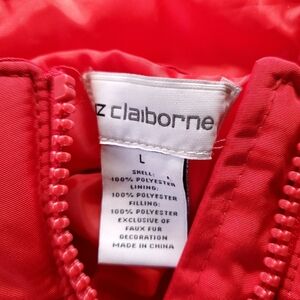 z claiborne
L
SHELL:
100% POLYESTER
LINING:
100% POLYESTER
FILLING:
100% POLYESTER
EXCLUSIVE OF
FAUX FUR
DECORATION
MADE IN CHINA